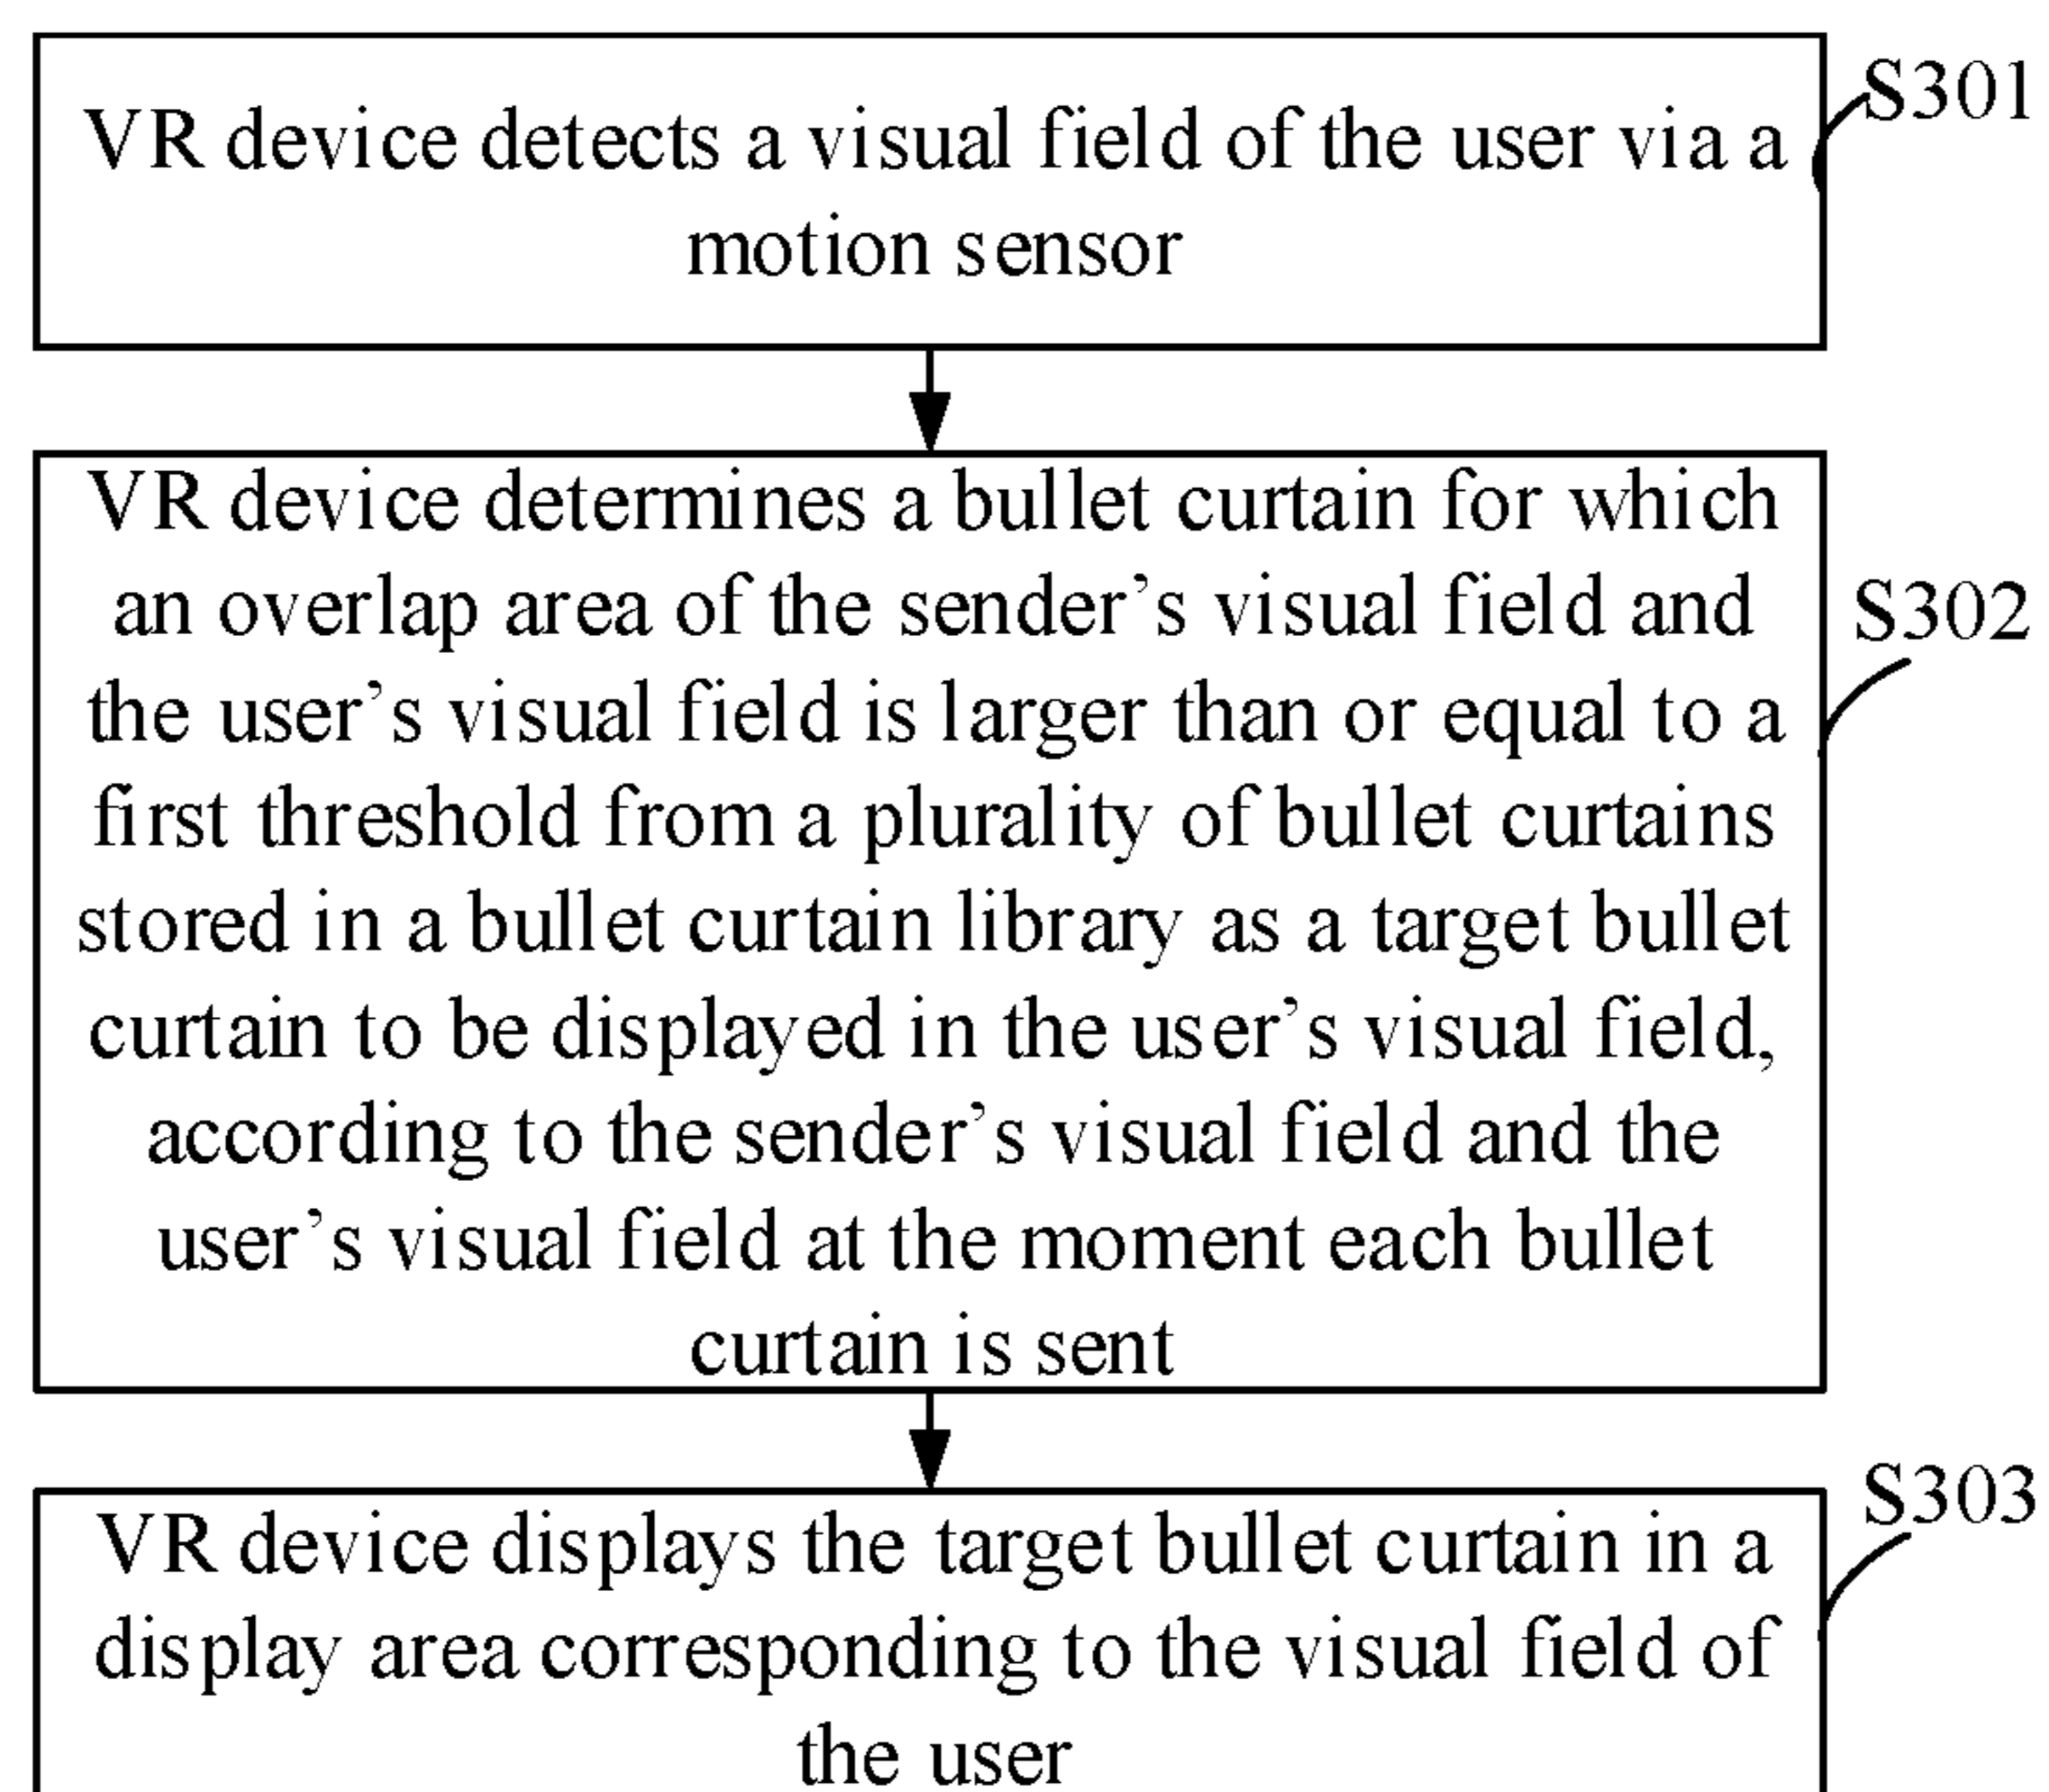 VR device detects a visual field of the user via a
motion sensor
S301
VR device determines a bullet curtain for which
an overlap area of the sender’s visual field and
the user’s visual field is larger than or equal to a
first threshold from a plurality of bullet curtains
stored in a bullet curtain library as a target bullet
curtain to be displayed in the user’s visual field,
according to the sender’s visual field and the
user’s visual field at the moment each bullet
curtain is sent
S302
VR device displays the target bullet curtain in a
display area corresponding to the visual field of
the user
S303